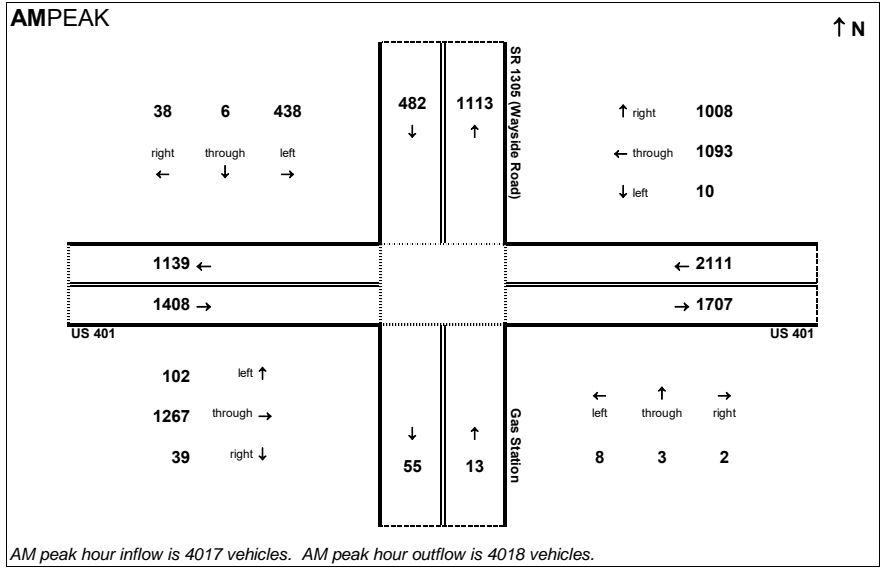 AMPEAK
↑ N
SR 1305 (Wayside Road)
482 1113
↓ ↑
38 6 438
right through left
← ↓ →
↑ right 1008
← through 1093
↓ left 10
1139 ←
← 2111
1408 →
→ 1707
US 401
US 401
102 left ↑
1267 through →
39 right ↓
↓ ↑
55 13
Gas Station
← ↑ →
left through right
8 3 2
AM peak hour inflow is 4017 vehicles. AM peak hour outflow is 4018 vehicles.